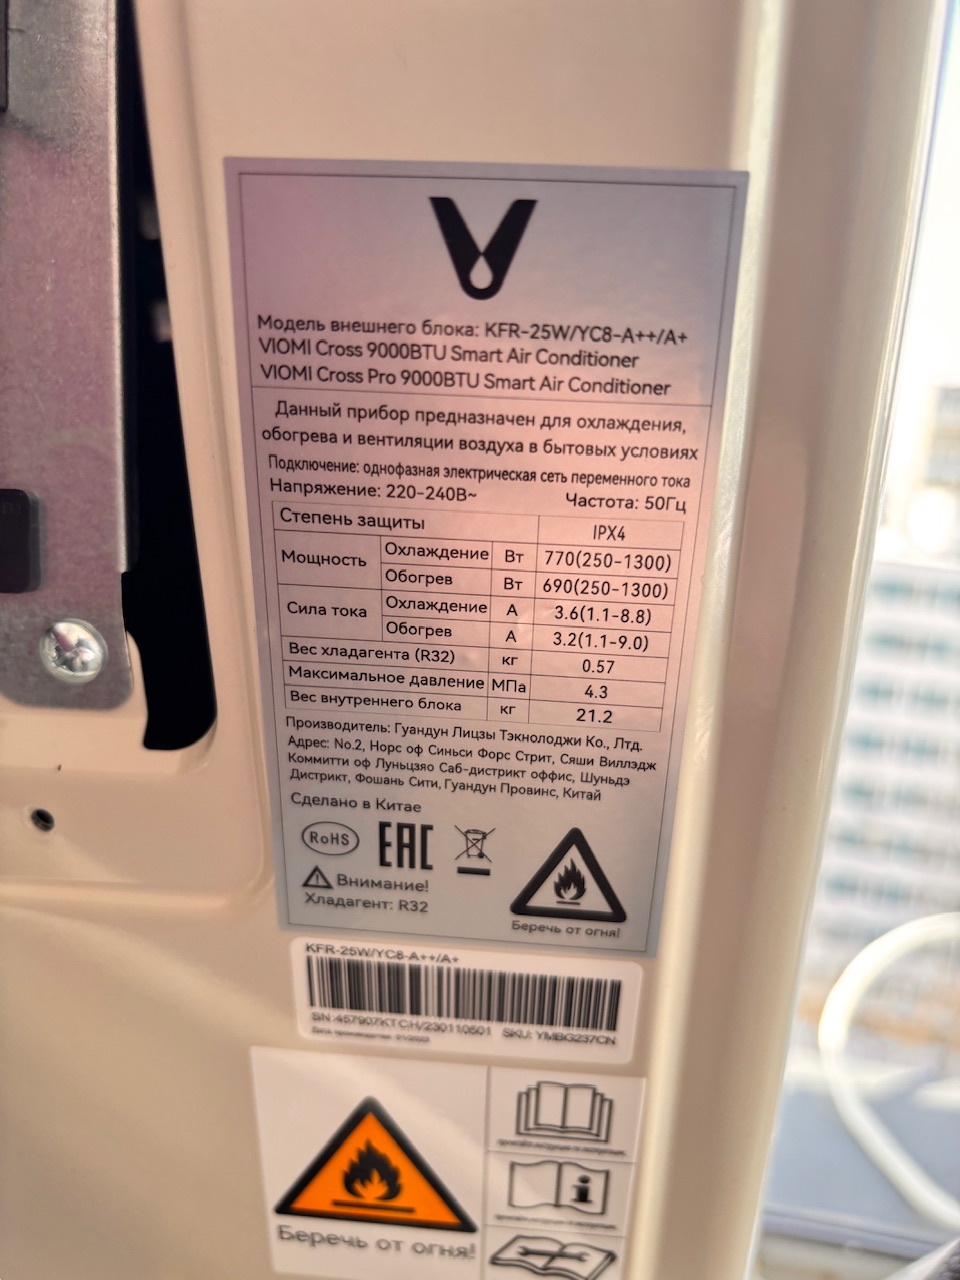 Модель внешнего блока: KFR-25W/YC8-A++/A+
VIOMI Cross 9000BTU Smart Air Conditioner
VIOMI Cross Pro 9000BTU Smart Air Conditioner
Данный прибор предназначен для охлаждения,
обогрева и вентиляции воздуха в бытовых условиях
Подключение: однофазная электрическая сеть переменного тока
Напряжение: 220-240В~ Частота: 50Гц
Степень защиты IPX4
Мощность Охлаждение Вт 770(250-1300)
Обогрев Вт 690(250-1300)
Сила тока Охлаждение А 3.6(1.1-8.8)
Обогрев А 3.2(1.1-9.0)
Вес хладагента (R32) кг 0.57
Максимальное давление МПа 4.3
Вес внутреннего блока кг 21.2
Производитель: Гуандун Лицзы Тэкнолоджи Ко., Лтд.
Адрес: No.2, Норс оф Синьси Форс Стрит, Сяши Виллэдж
Коммитти оф Луньцзяо Саб-дистрикт оффис, Шуньдэ
Дистрикт, Фошань Сити, Гуандун Провинс, Китай
Сделано в Китае
RoHS EAC
Внимание!
Хладагент: R32
Беречь от огня!
KFR-25W/YC8-A++/A+
SN:457907KTCH/230110501 SKU: YMBG237CN
Дата производства: 01/2023
Беречь от огня!